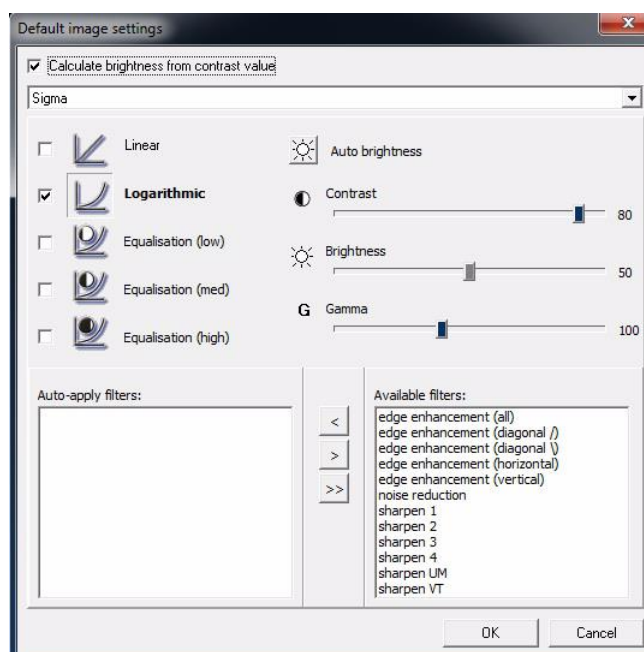 Default image settings
x
Calculate brightness from contrast value
Sigma
Linear
Auto brightness
Logarithmic
Contrast
80
Equalisation (low)
Brightness
50
Equalisation (med)
G Gamma
100
Equalisation (high)
Auto-apply filters:
Available filters:
<
>
>>
edge enhancement (all)
edge enhancement (diagonal /)
edge enhancement (diagonal \)
edge enhancement (horizontal)
edge enhancement (vertical)
noise reduction
sharpen 1
sharpen 2
sharpen 3
sharpen 4
sharpen UM
sharpen VT
OK
Cancel